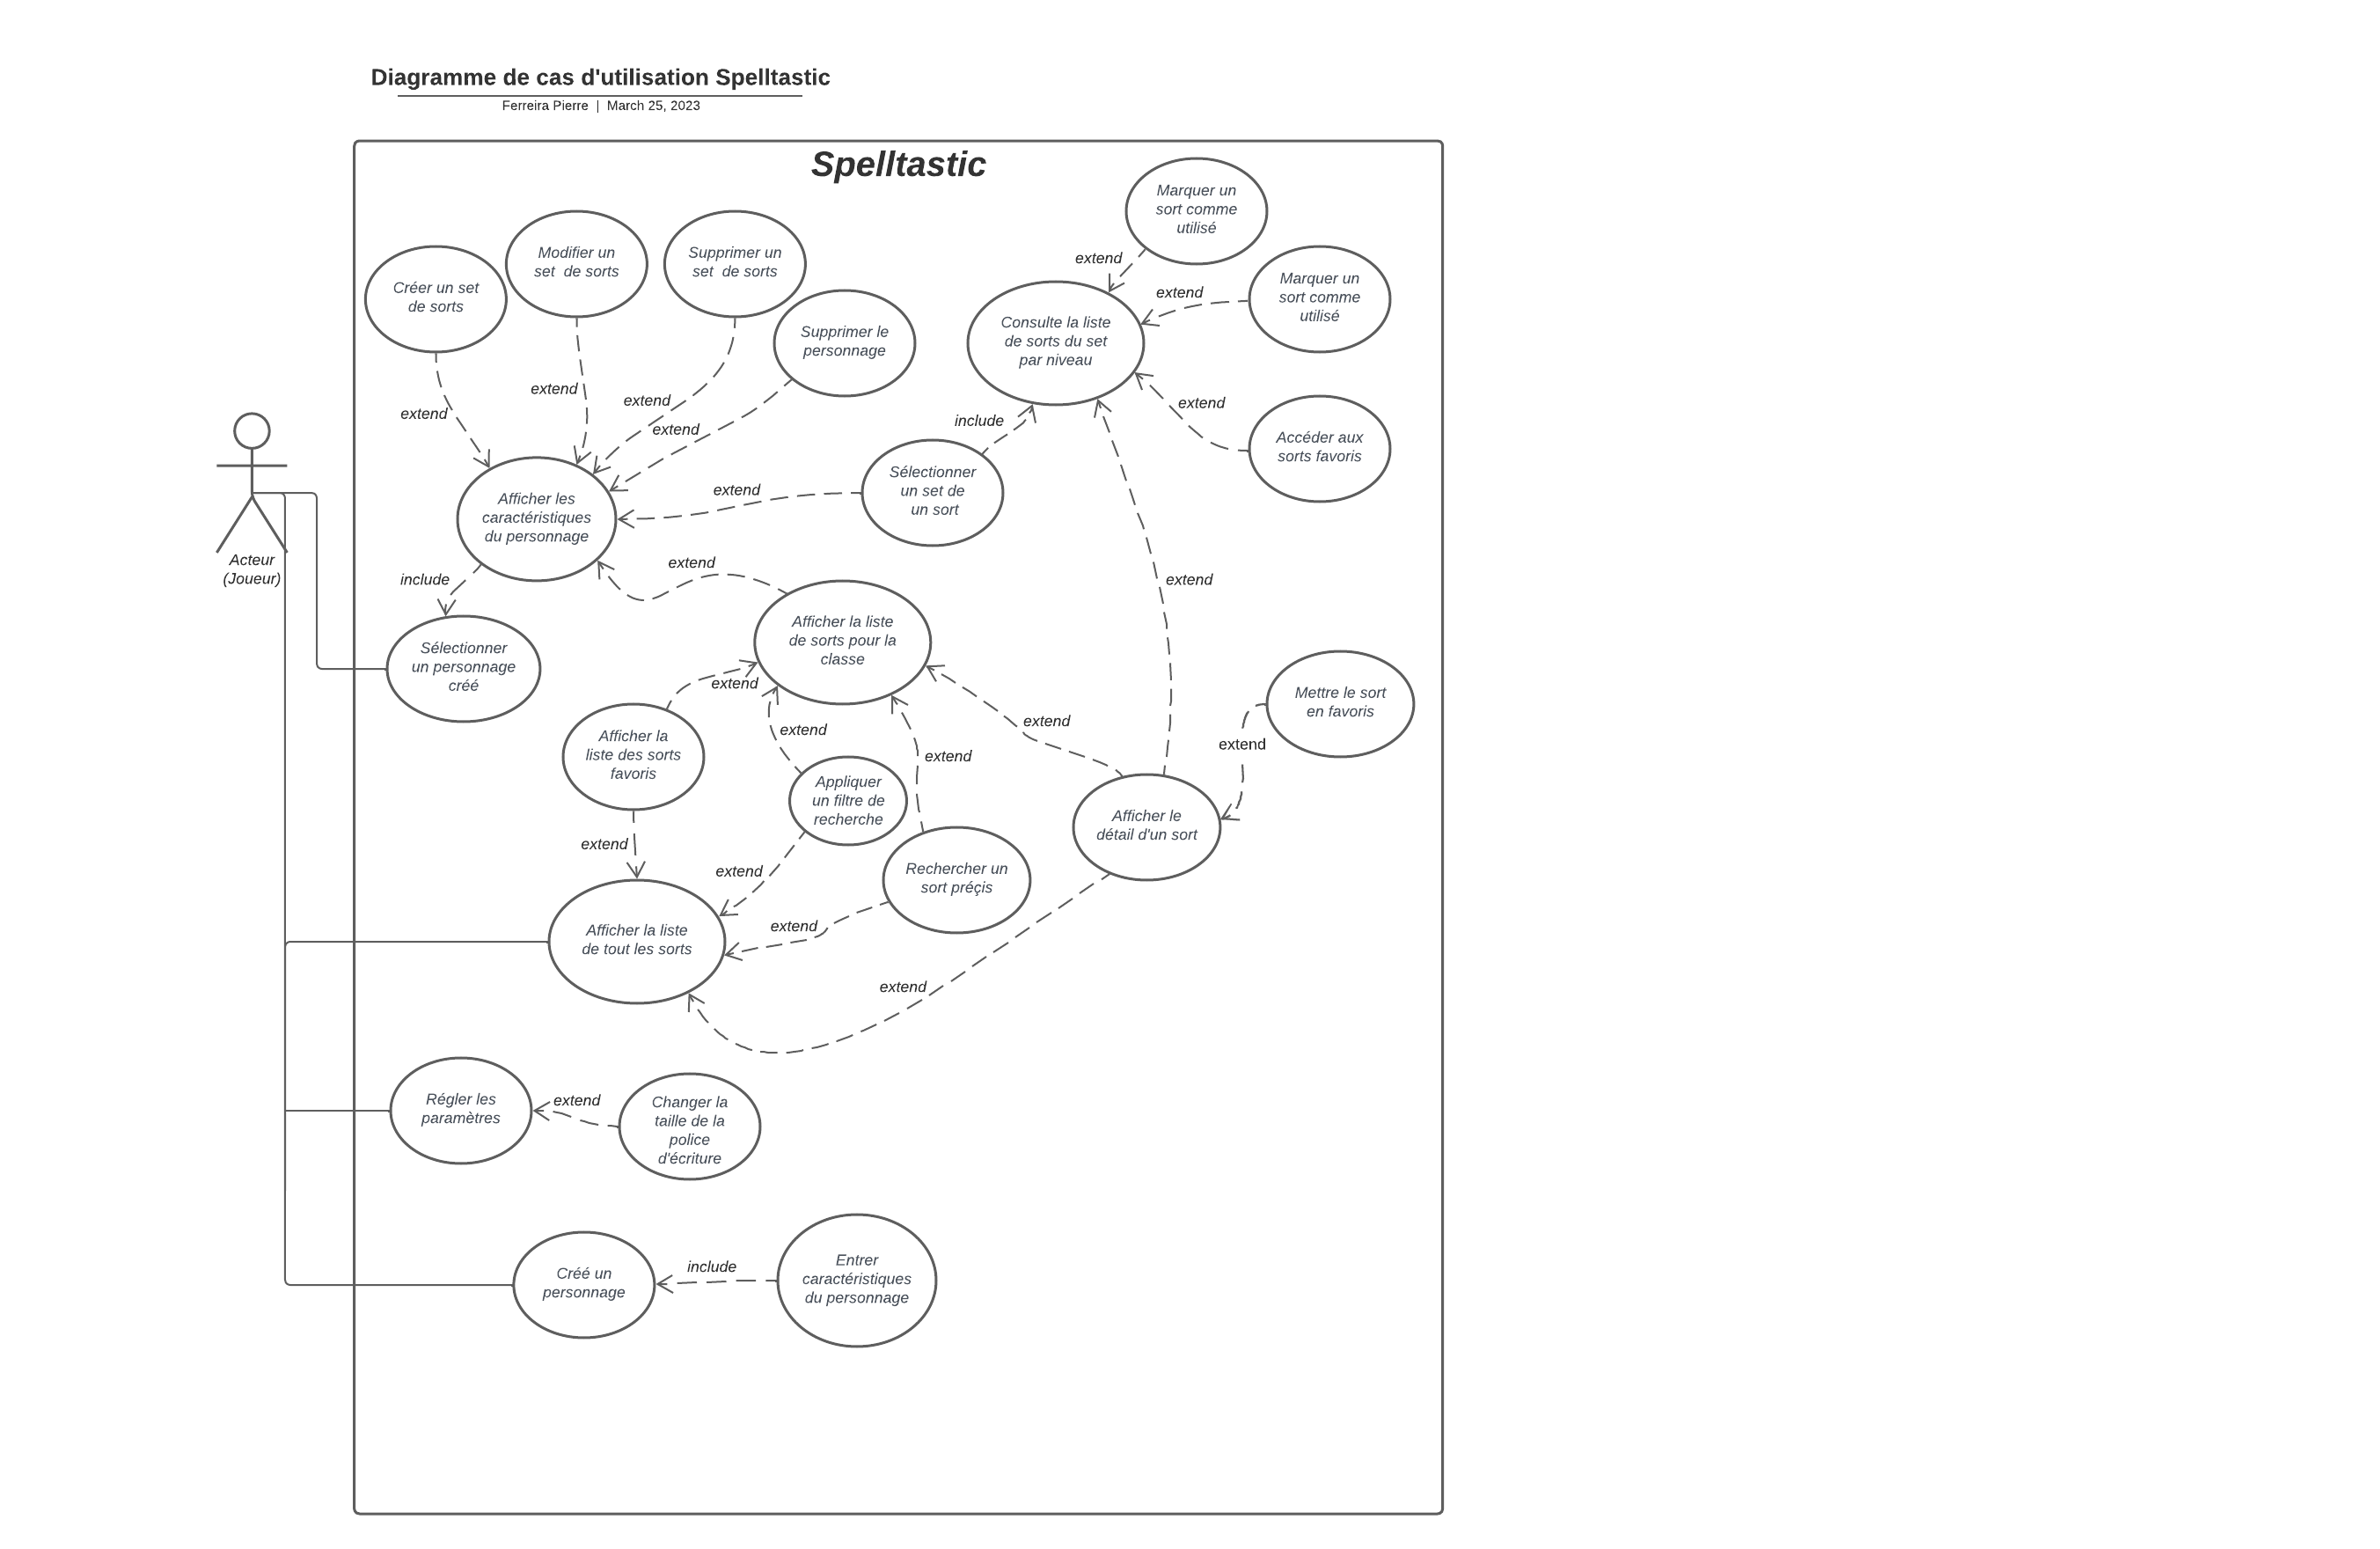 Diagramme de cas d'utilisation Spelltastic
Ferreira Pierre | March 25, 2023
Spelltastic
Marquer un
sort comme
utilisé
Modifier un
set  de sorts
Supprimer un
set  de sorts
Créer un set
de sorts
extend
Marquer un
sort comme
utilisé
extend
Supprimer le
personnage
Consulte la liste
de sorts du set
par niveau
extend
extend
extend
extend
extend
include
extend
Accéder aux
sorts favoris
Sélectionner
un set de
un sort
extend
Afficher les
caractéristiques
du personnage
Acteur
(Joueur)
include
extend
extend
Afficher la liste
de sorts pour la
classe
Sélectionner
un personnage
créé
extend
Mettre le sort
en favoris
extend
extend
extend
extend
Afficher la
liste des sorts
favoris
extend
Appliquer
un filtre de
recherche
Afficher le
détail d'un sort
extend
extend
Rechercher un
sort préçis
extend
Afficher la liste
de tout les sorts
extend
Régler les
paramètres
extend
Changer la
taille de la
police
d'écriture
Créé un
personnage
include
Entrer
caractéristiques
du personnage